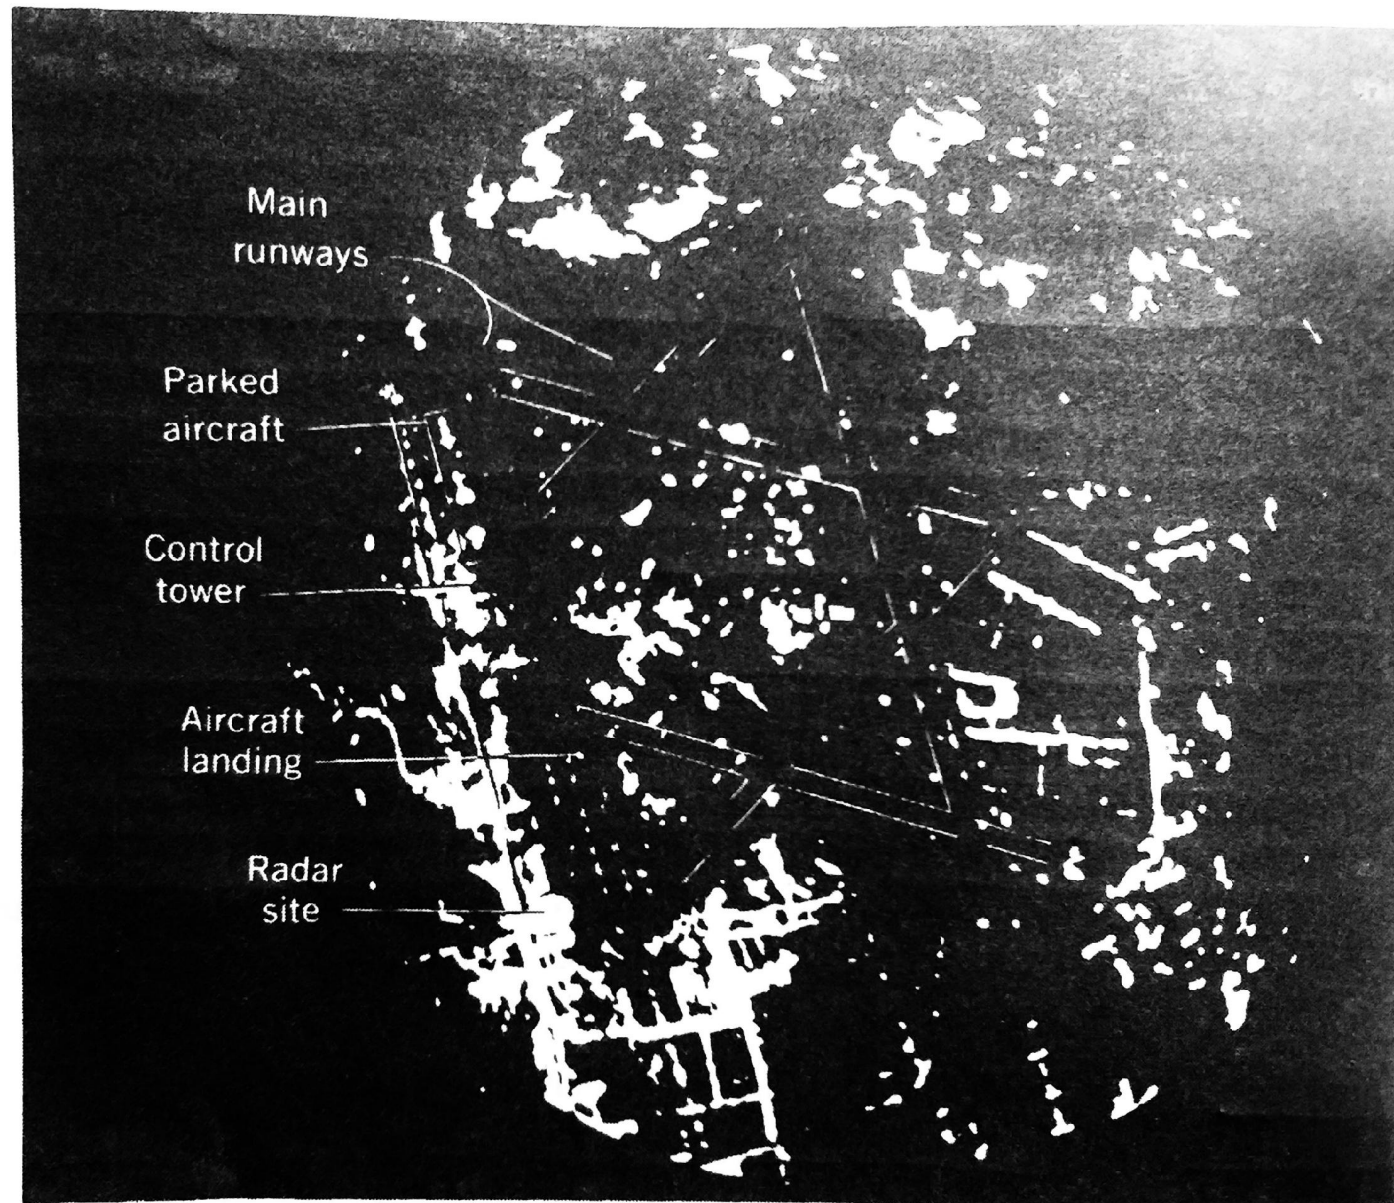 Main
runways
Parked
aircraft
Control
tower
Aircraft
landing
Radar
site